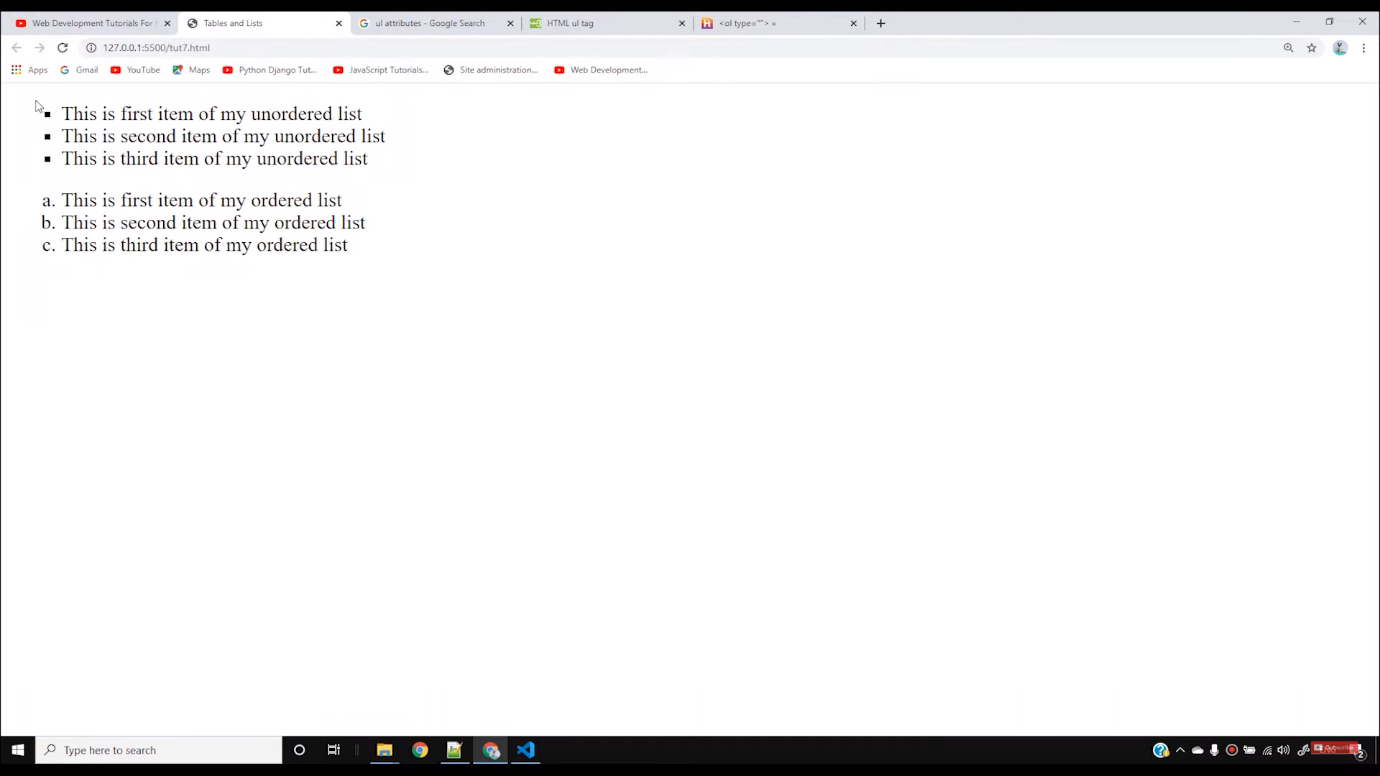 Web Development Tutorials For
Tables and Lists
ul attributes - Google Search
HTML ul tag
<ol type=""> =
127.0.0.1:5500/tut7.html
Apps
Gmail
YouTube
Maps
Python Django Tut...
JavaScript Tutorials...
Site administration...
Web Development...
▪ This is first item of my unordered list
▪ This is second item of my unordered list
▪ This is third item of my unordered list
a. This is first item of my ordered list
b. This is second item of my ordered list
c. This is third item of my ordered list
Type here to search